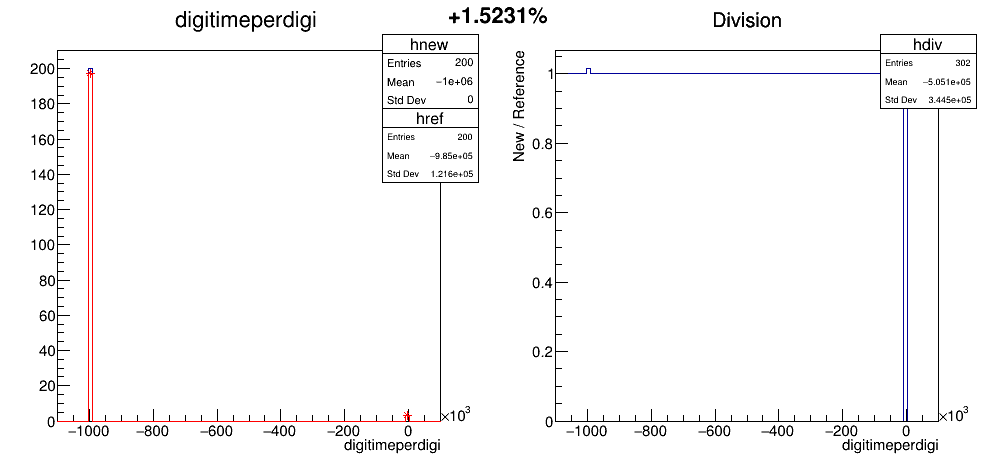 +1.5231%
digitimeperdigi
hnew
Entries 200
Mean −1e+06
Std Dev 0
href
Entries 200
Mean −9.85e+05
Std Dev 1.216e+05
200
180
160
140
120
100
80
60
40
20
0
−1000 −800 −600 −400 −200 0
×10³
digitimeperdigi
Division
hdiv
Entries 302
Mean −5.051e+05
Std Dev 3.445e+05
New / Reference
1
0.8
0.6
0.4
0.2
0
−1000 −800 −600 −400 −200 0
×10³
digitimeperdigi